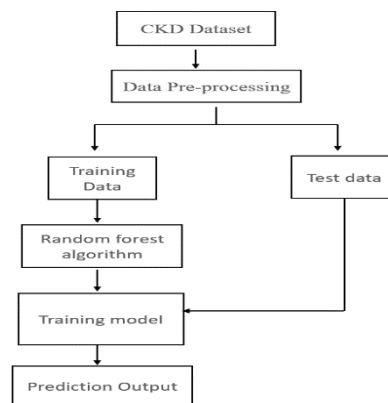 CKD Dataset
Data Pre-processing
Training
Data
Test data
Random forest
algorithm
Training model
Prediction Output